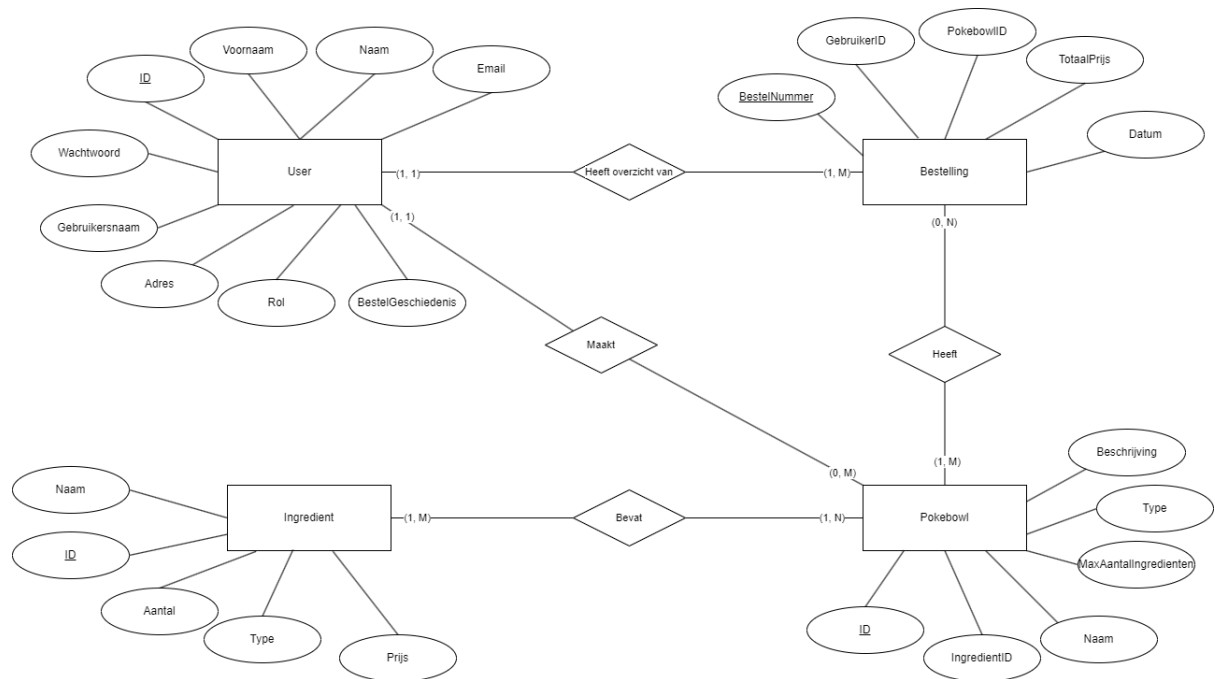 Voornaam
Naam
Email
ID
Wachtwoord
User
Gebruikersnaam
Adres
Rol
BestelGeschiedenis
(1, 1)
Heeft overzicht van
(1, M)
GebruikerID
PokebowlID
TotaalPrijs
BestelNummer
Datum
Bestelling
(1, 1)
(0, N)
Maakt
Heeft
(0, M)
(1, M)
Naam
ID
Ingredient
Aantal
Type
Prijs
(1, M)
Bevat
(1, N)
Pokebowl
Beschrijving
Type
MaxAantalIngredienten
ID
IngredientID
Naam